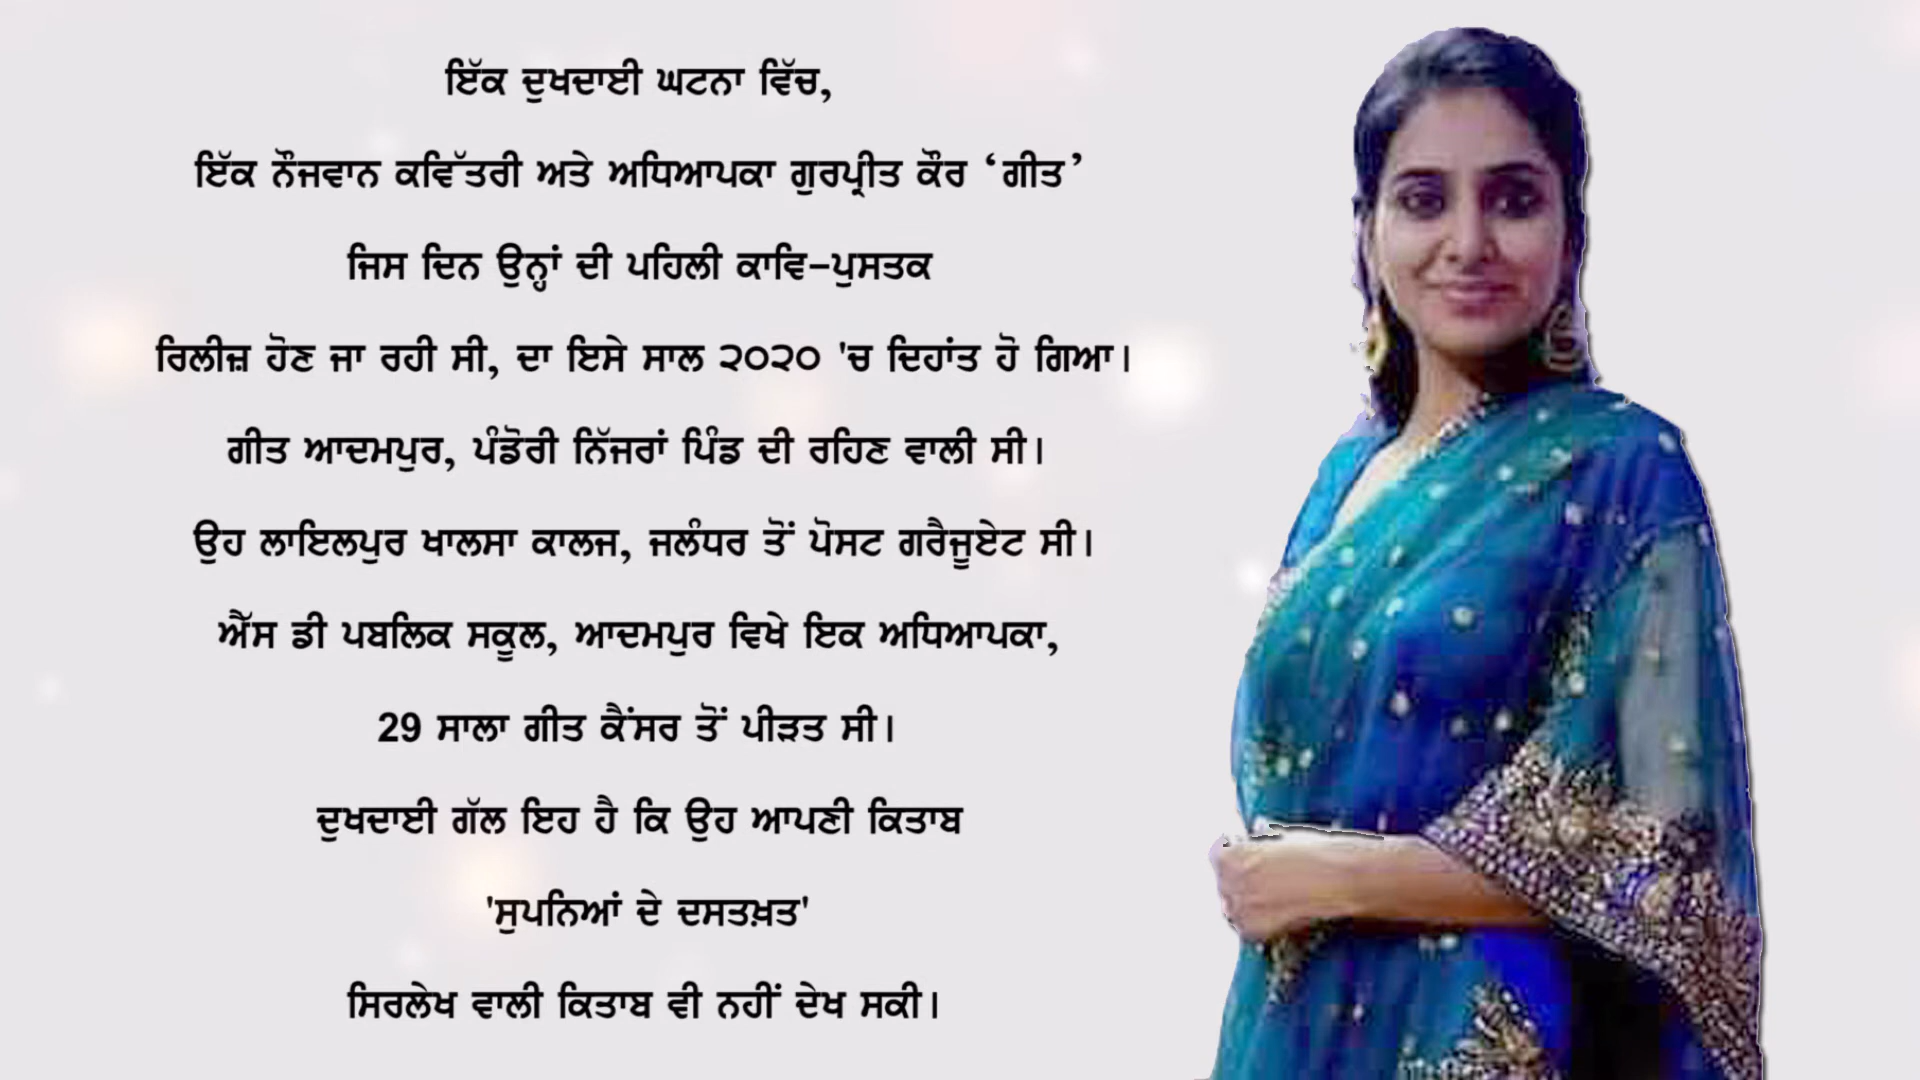 ਇੱਕ ਦੁਖਦਾਈ ਘਟਨਾ ਵਿੱਚ,
ਇੱਕ ਨੌਜਵਾਨ ਕਵਿੱਤਰੀ ਅਤੇ ਅਧਿਆਪਕਾ ਗੁਰਪ੍ਰੀਤ ਕੌਰ ‘ਗੀਤ’
ਜਿਸ ਦਿਨ ਉਨ੍ਹਾਂ ਦੀ ਪਹਿਲੀ ਕਾਵਿ-ਪੁਸਤਕ
ਰਿਲੀਜ਼ ਹੋਣ ਜਾ ਰਹੀ ਸੀ, ਦਾ ਇਸੇ ਸਾਲ ੨੦੨੦ 'ਚ ਦਿਹਾਂਤ ਹੋ ਗਿਆ।
ਗੀਤ ਆਦਮਪੁਰ, ਪੰਡੋਰੀ ਨਿੱਜਰਾਂ ਪਿੰਡ ਦੀ ਰਹਿਣ ਵਾਲੀ ਸੀ।
ਉਹ ਲਾਇਲਪੁਰ ਖਾਲਸਾ ਕਾਲਜ, ਜਲੰਧਰ ਤੋਂ ਪੋਸਟ ਗਰੈਜੂਏਟ ਸੀ।
ਐੱਸ ਡੀ ਪਬਲਿਕ ਸਕੂਲ, ਆਦਮਪੁਰ ਵਿਖੇ ਇਕ ਅਧਿਆਪਕਾ,
29 ਸਾਲਾ ਗੀਤ ਕੈਂਸਰ ਤੋਂ ਪੀੜਤ ਸੀ।
ਦੁਖਦਾਈ ਗੱਲ ਇਹ ਹੈ ਕਿ ਉਹ ਆਪਣੀ ਕਿਤਾਬ
'ਸੁਪਨਿਆਂ ਦੇ ਦਸਤਖ਼ਤ'
ਸਿਰਲੇਖ ਵਾਲੀ ਕਿਤਾਬ ਵੀ ਨਹੀਂ ਦੇਖ ਸਕੀ।